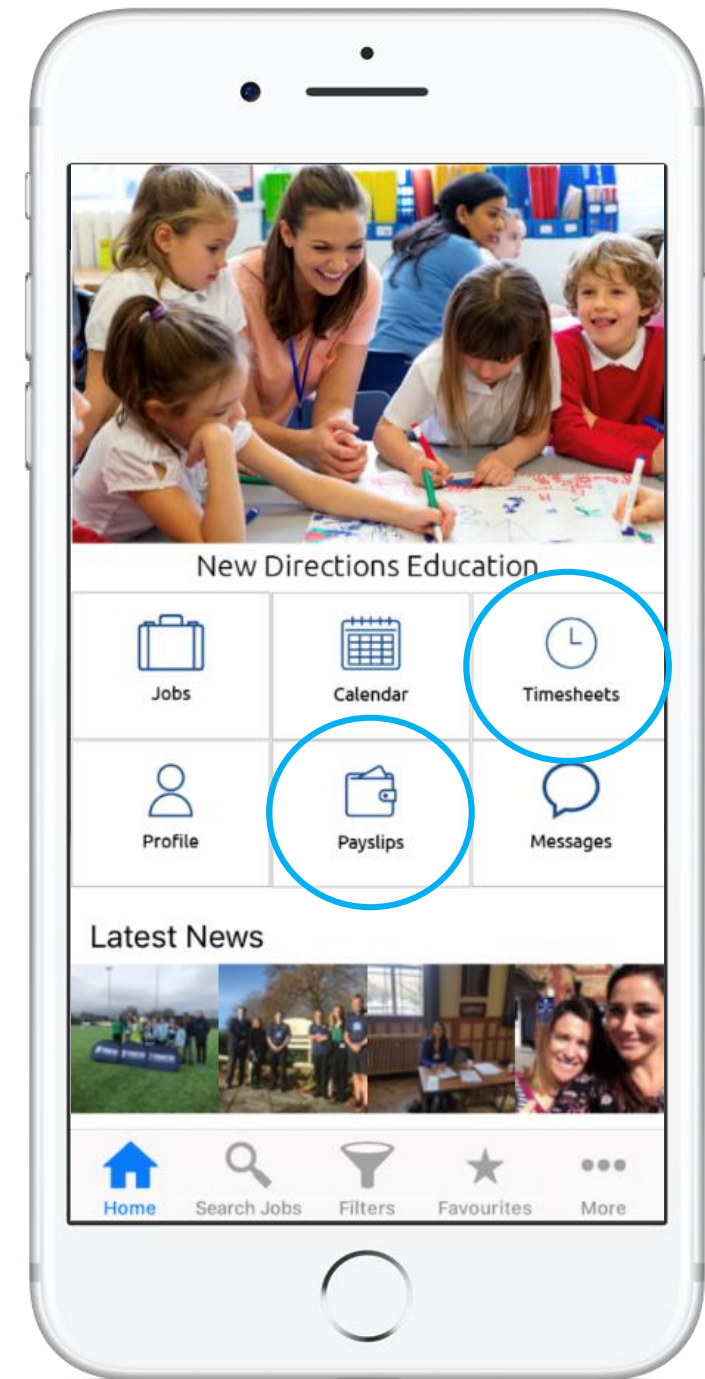 New Directions Education
Jobs Calendar Timesheets
Profile Payslips Messages
Latest News
Home Search Jobs Filters Favourites More